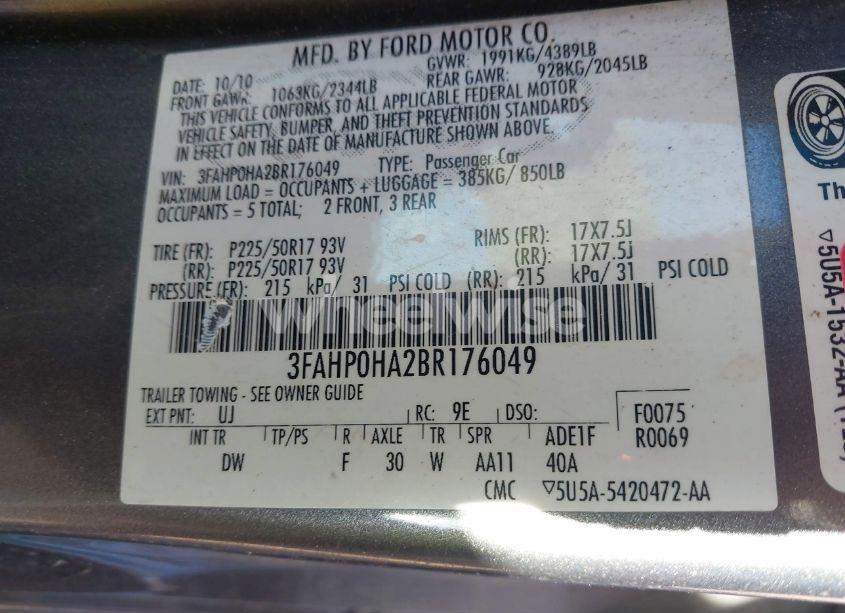 MFD. BY FORD MOTOR CO.
DATE: 10/10 GVWR: 1991KG/4389LB
FRONT GAWR: 1063KG/2344LB REAR GAWR: 928KG/2045LB
THIS VEHICLE CONFORMS TO ALL APPLICABLE FEDERAL MOTOR
VEHICLE SAFETY, BUMPER, AND THEFT PREVENTION STANDARDS
IN EFFECT ON THE DATE OF MANUFACTURE SHOWN ABOVE.
VIN: 3FAHP0HA2BR176049 TYPE: Passenger Car
MAXIMUM LOAD = OCCUPANTS + LUGGAGE = 385KG/ 850LB
OCCUPANTS = 5 TOTAL; 2 FRONT, 3 REAR
TIRE (FR): P225/50R17 93V RIMS (FR): 17X7.5J
(RR): P225/50R17 93V (RR): 17X7.5J
PRESSURE (FR): 215 kPa/ 31 PSI COLD (RR): 215 kPa/ 31 PSI COLD
wheelwise
3FAHP0HA2BR176049
TRAILER TOWING - SEE OWNER GUIDE
EXT PNT: UJ RC: 9E DSO: F0075
INT TR TP/PS R AXLE TR SPR ADE1F R0069
DW F 30 W AA11 40A
CMC ▽5U5A-5420472-AA
Th
▽5U5A-1532-AA